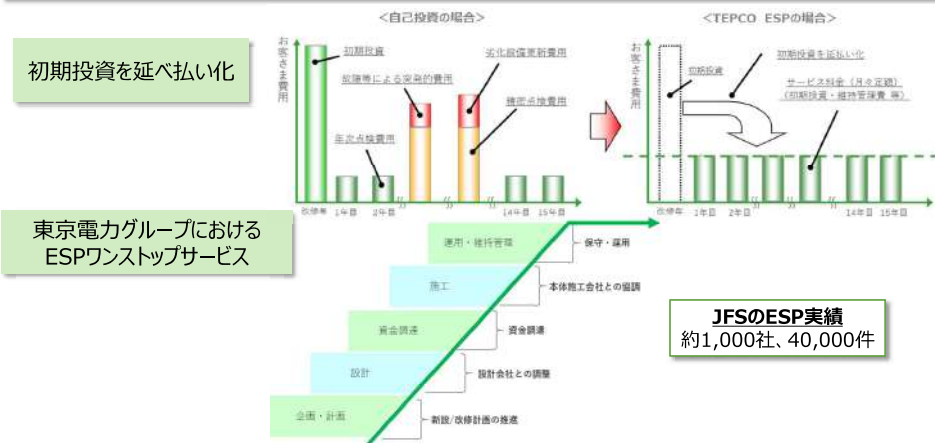 ＜自己投資の場合＞
お客さま費用
初期投資
故障等による突発的費用
劣化設備更新費用
年次点検費用
精密点検費用
改修年
1年目
2年目
14年目
15年目
＜TEPCO ESPの場合＞
お客さま費用
初期投資
初期投資を延払い化
サービス料金（月々定額）
（初期投資・維持管理費 等）
改修年
1年目
2年目
14年目
15年目
初期投資を延べ払い化
東京電力グループにおける
ESPワンストップサービス
運用・維持管理
保守・運用
施工
本体施工会社との協調
資金調達
資金調達
設計
設計会社との調整
企画・計画
新設/改修計画の推進
JFSのESP実績
約1,000社、40,000件